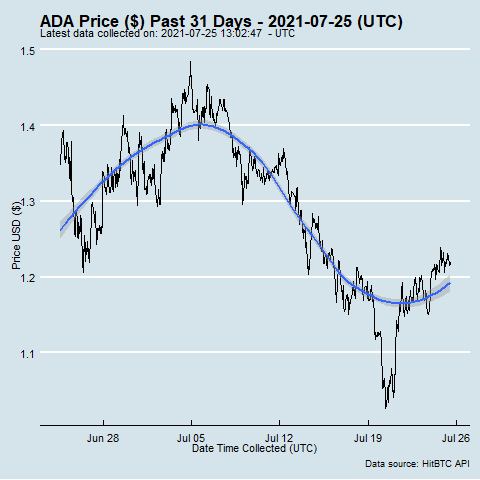 ADA Price ($) Past 31 Days - 2021-07-25 (UTC)
Latest data collected on: 2021-07-25 13:02:47 - UTC
1.5
1.4
1.3
1.2
1.1
Price USD ($)
Jun 28
Jul 05
Jul 12
Jul 19
Jul 26
Date Time Collected (UTC)
Data source: HitBTC API